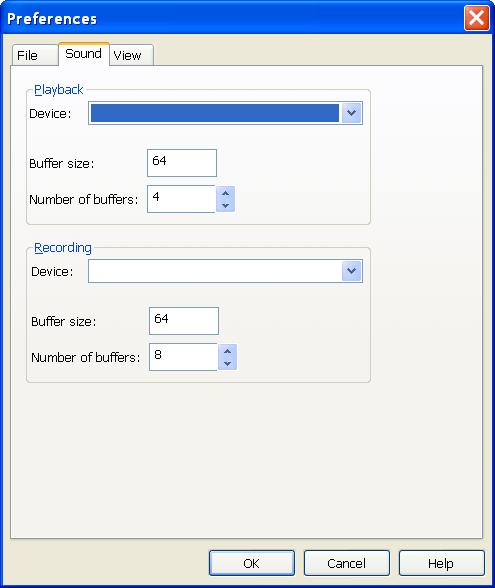 Preferences
File Sound View
Playback
Device:
Buffer size: 64
Number of buffers: 4
Recording
Device:
Buffer size: 64
Number of buffers: 8
OK Cancel Help